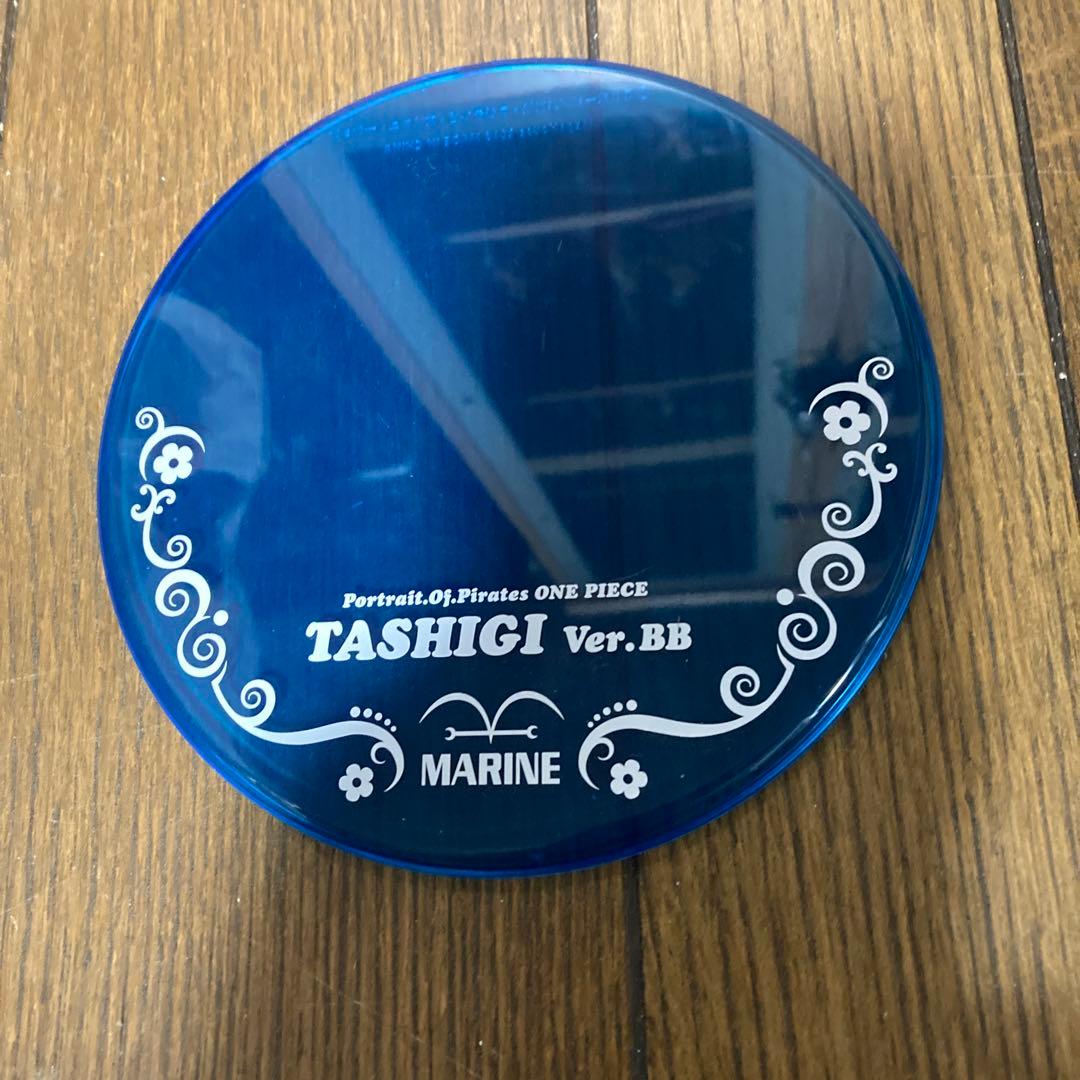 Portrait.Of.Pirates ONE PIECE
TASHIGI Ver.BB
MARINE